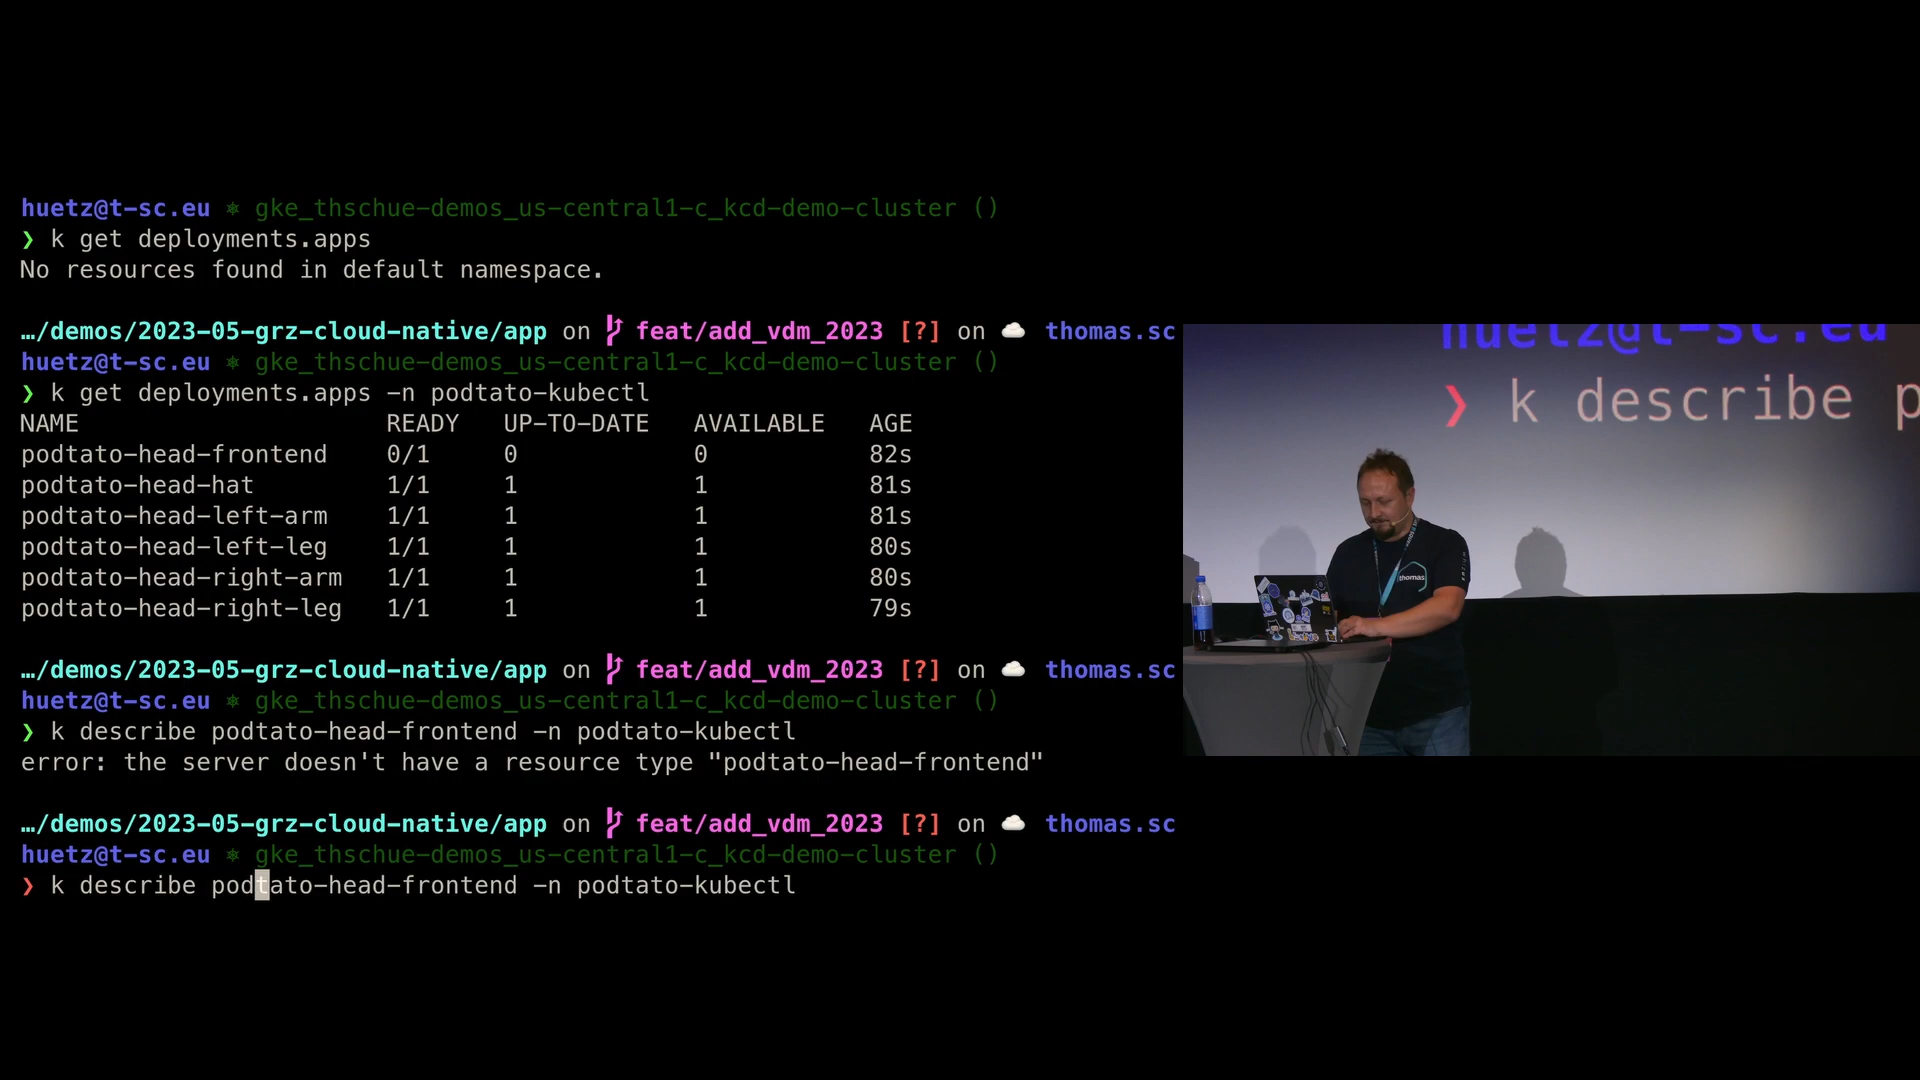 huetz@t-sc.eu ⎈ gke_thschue-demos_us-central1-c_kcd-demo-cluster ()
❯ k get deployments.apps
No resources found in default namespace.
…/demos/2023-05-grz-cloud-native/app on feat/add_vdm_2023 [?] on ☁️ thomas.sc
huetz@t-sc.eu ⎈ gke_thschue-demos_us-central1-c_kcd-demo-cluster ()
❯ k get deployments.apps -n podtato-kubectl
NAME READY UP-TO-DATE AVAILABLE AGE
podtato-head-frontend 0/1 0 0 82s
podtato-head-hat 1/1 1 1 81s
podtato-head-left-arm 1/1 1 1 81s
podtato-head-left-leg 1/1 1 1 80s
podtato-head-right-arm 1/1 1 1 80s
podtato-head-right-leg 1/1 1 1 79s
…/demos/2023-05-grz-cloud-native/app on feat/add_vdm_2023 [?] on ☁️ thomas.sc
huetz@t-sc.eu ⎈ gke_thschue-demos_us-central1-c_kcd-demo-cluster ()
❯ k describe podtato-head-frontend -n podtato-kubectl
error: the server doesn't have a resource type "podtato-head-frontend"
…/demos/2023-05-grz-cloud-native/app on feat/add_vdm_2023 [?] on ☁️ thomas.sc
huetz@t-sc.eu ⎈ gke_thschue-demos_us-central1-c_kcd-demo-cluster ()
❯ k describe podtato-head-frontend -n podtato-kubectl
huetz@t-sc.eu
❯ k describe p
thomas